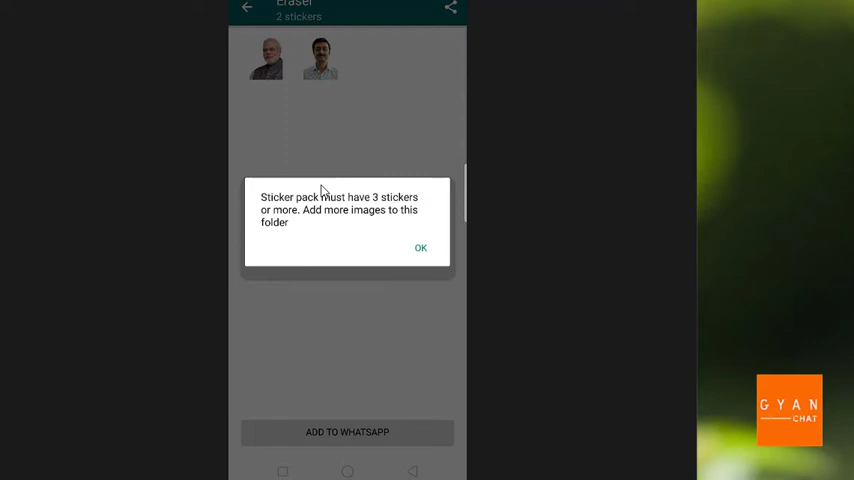 Eraser
2 stickers
Sticker pack must have 3 stickers
or more. Add more images to this
folder
OK
ADD TO WHATSAPP
GYAN
CHAT